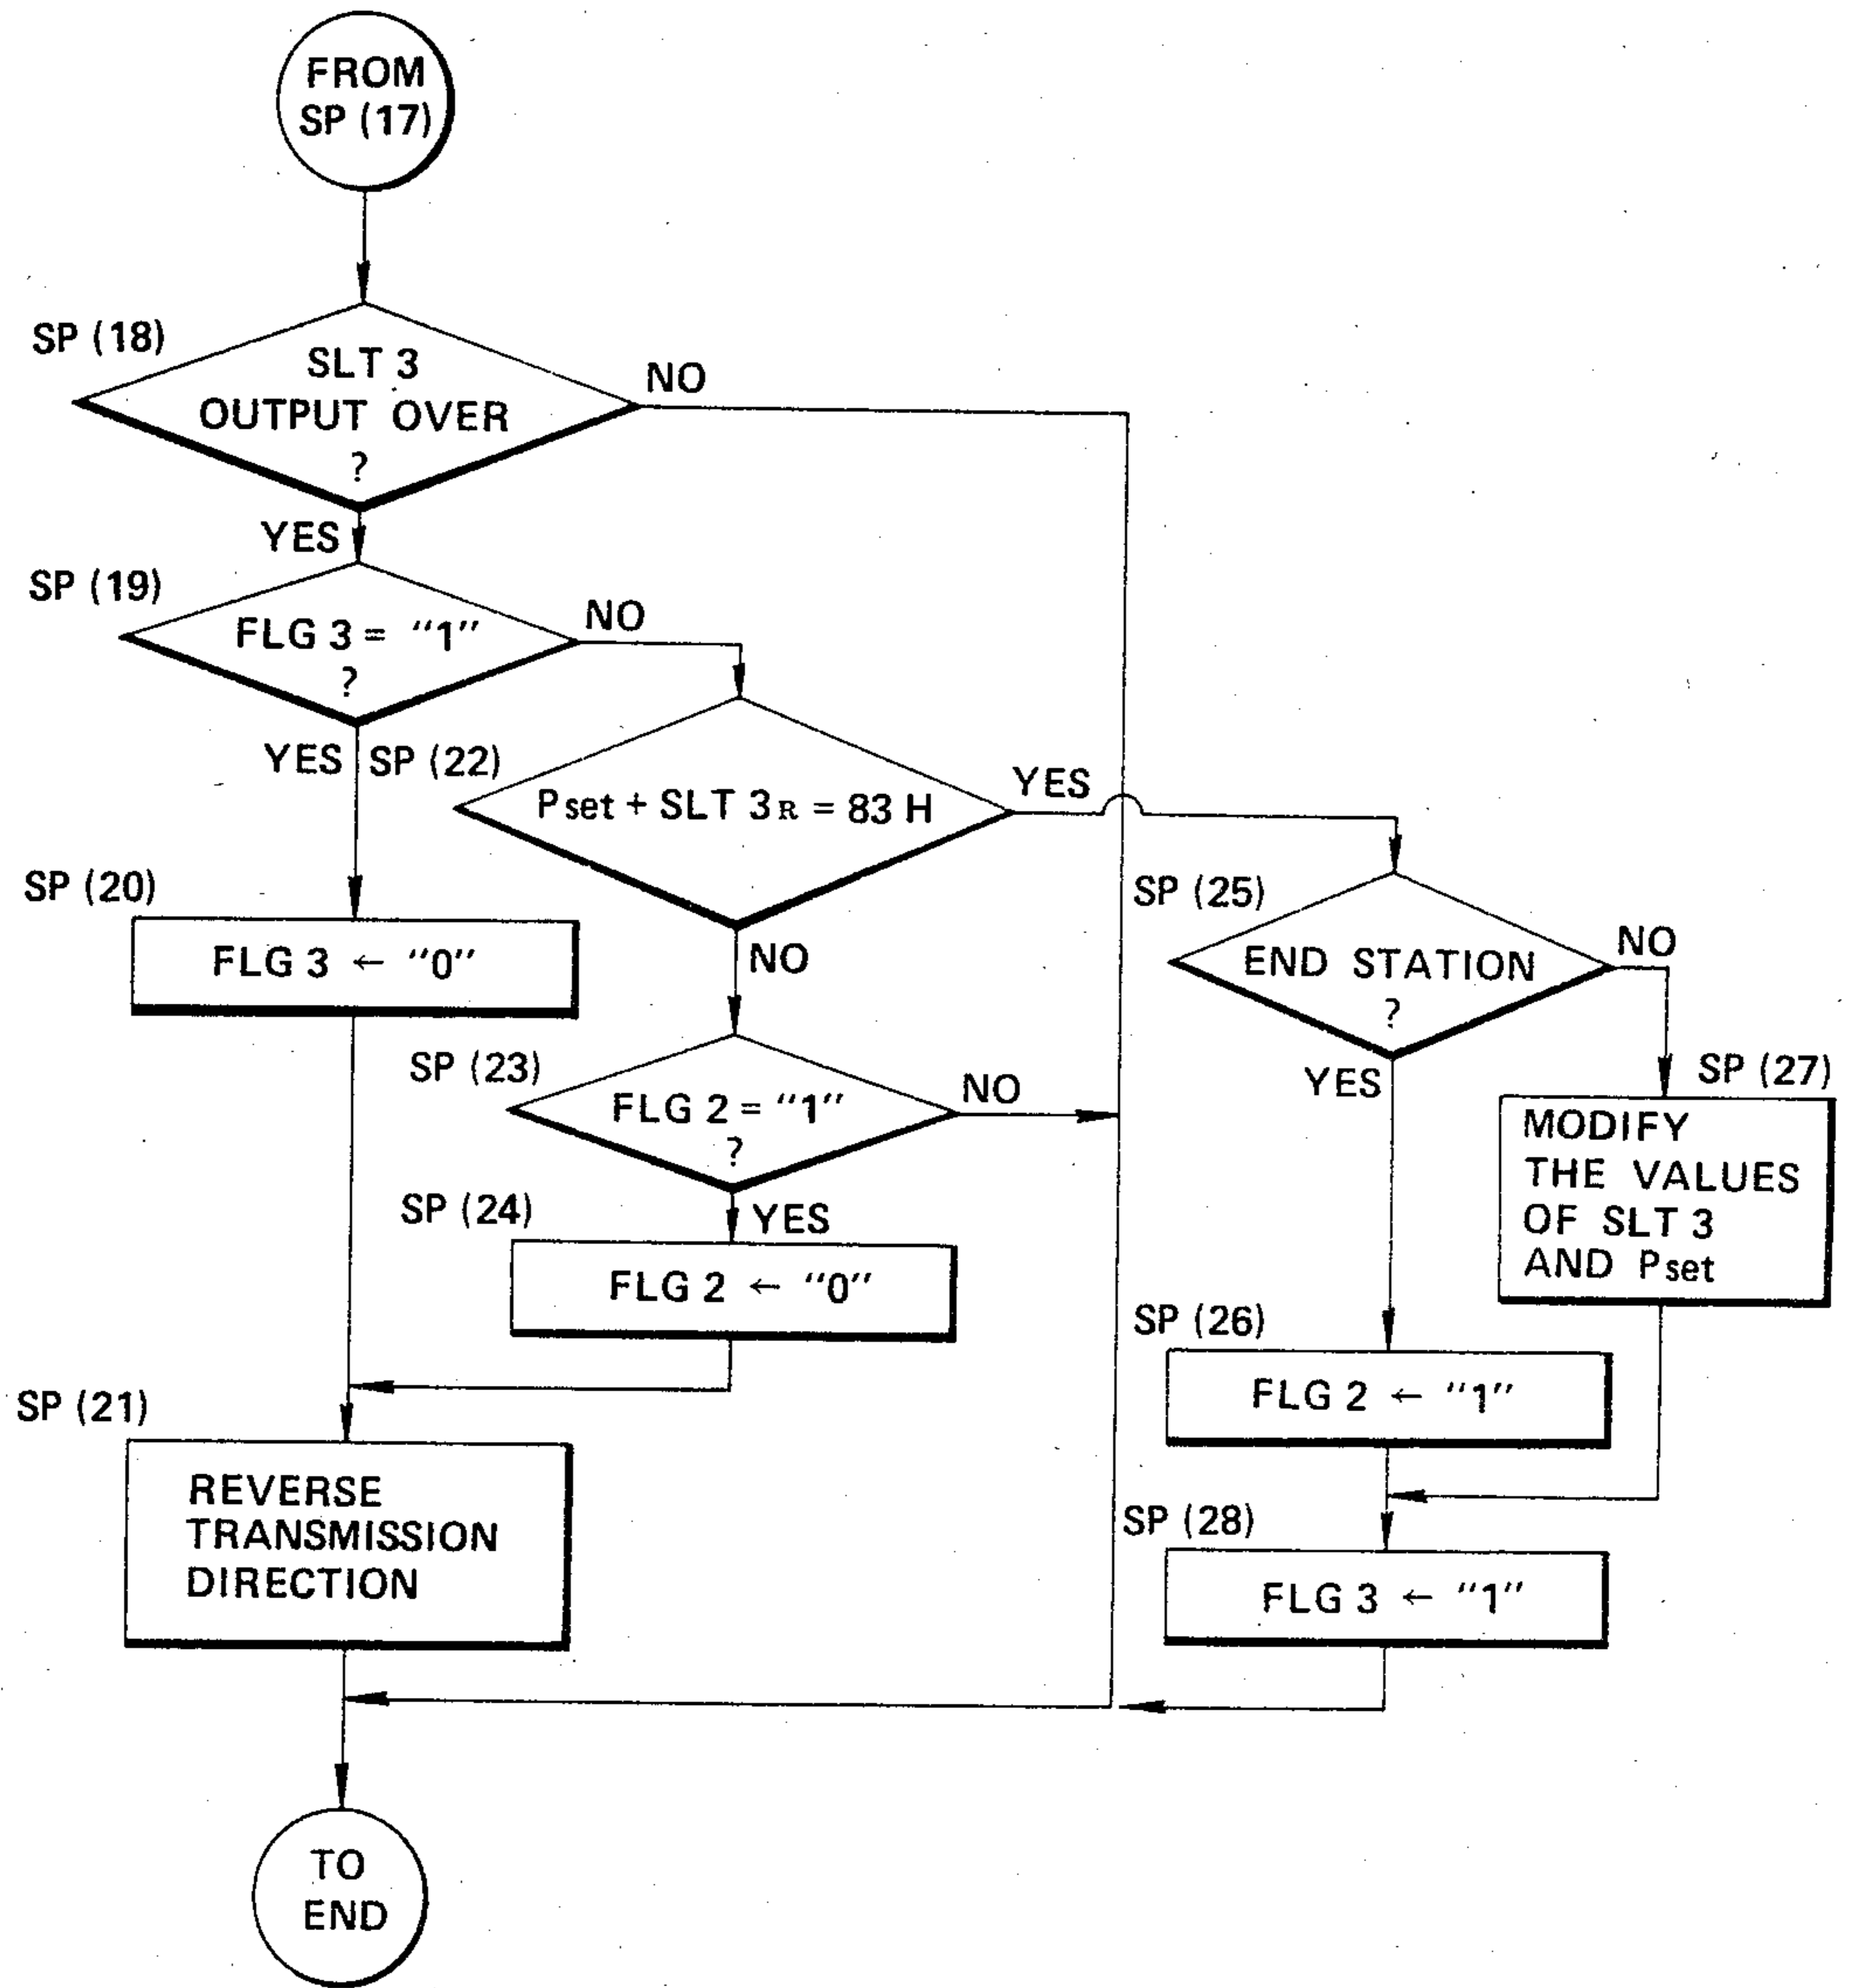 FROM
SP (17)
SP (18)
SLT 3
OUTPUT OVER
?
NO
YES
SP (19)
FLG 3 = “1”
?
NO
YES
SP (22)
Pset + SLT 3R = 83 H
YES
NO
SP (20)
FLG 3 ← “0”
SP (25)
END STATION
?
NO
YES
SP (23)
FLG 2 = “1”
?
NO
YES
SP (27)
MODIFY
THE VALUES
OF SLT 3
AND Pset
SP (24)
FLG 2 ← “0”
SP (26)
FLG 2 ← “1”
SP (21)
REVERSE
TRANSMISSION
DIRECTION
SP (28)
FLG 3 ← “1”
TO
END